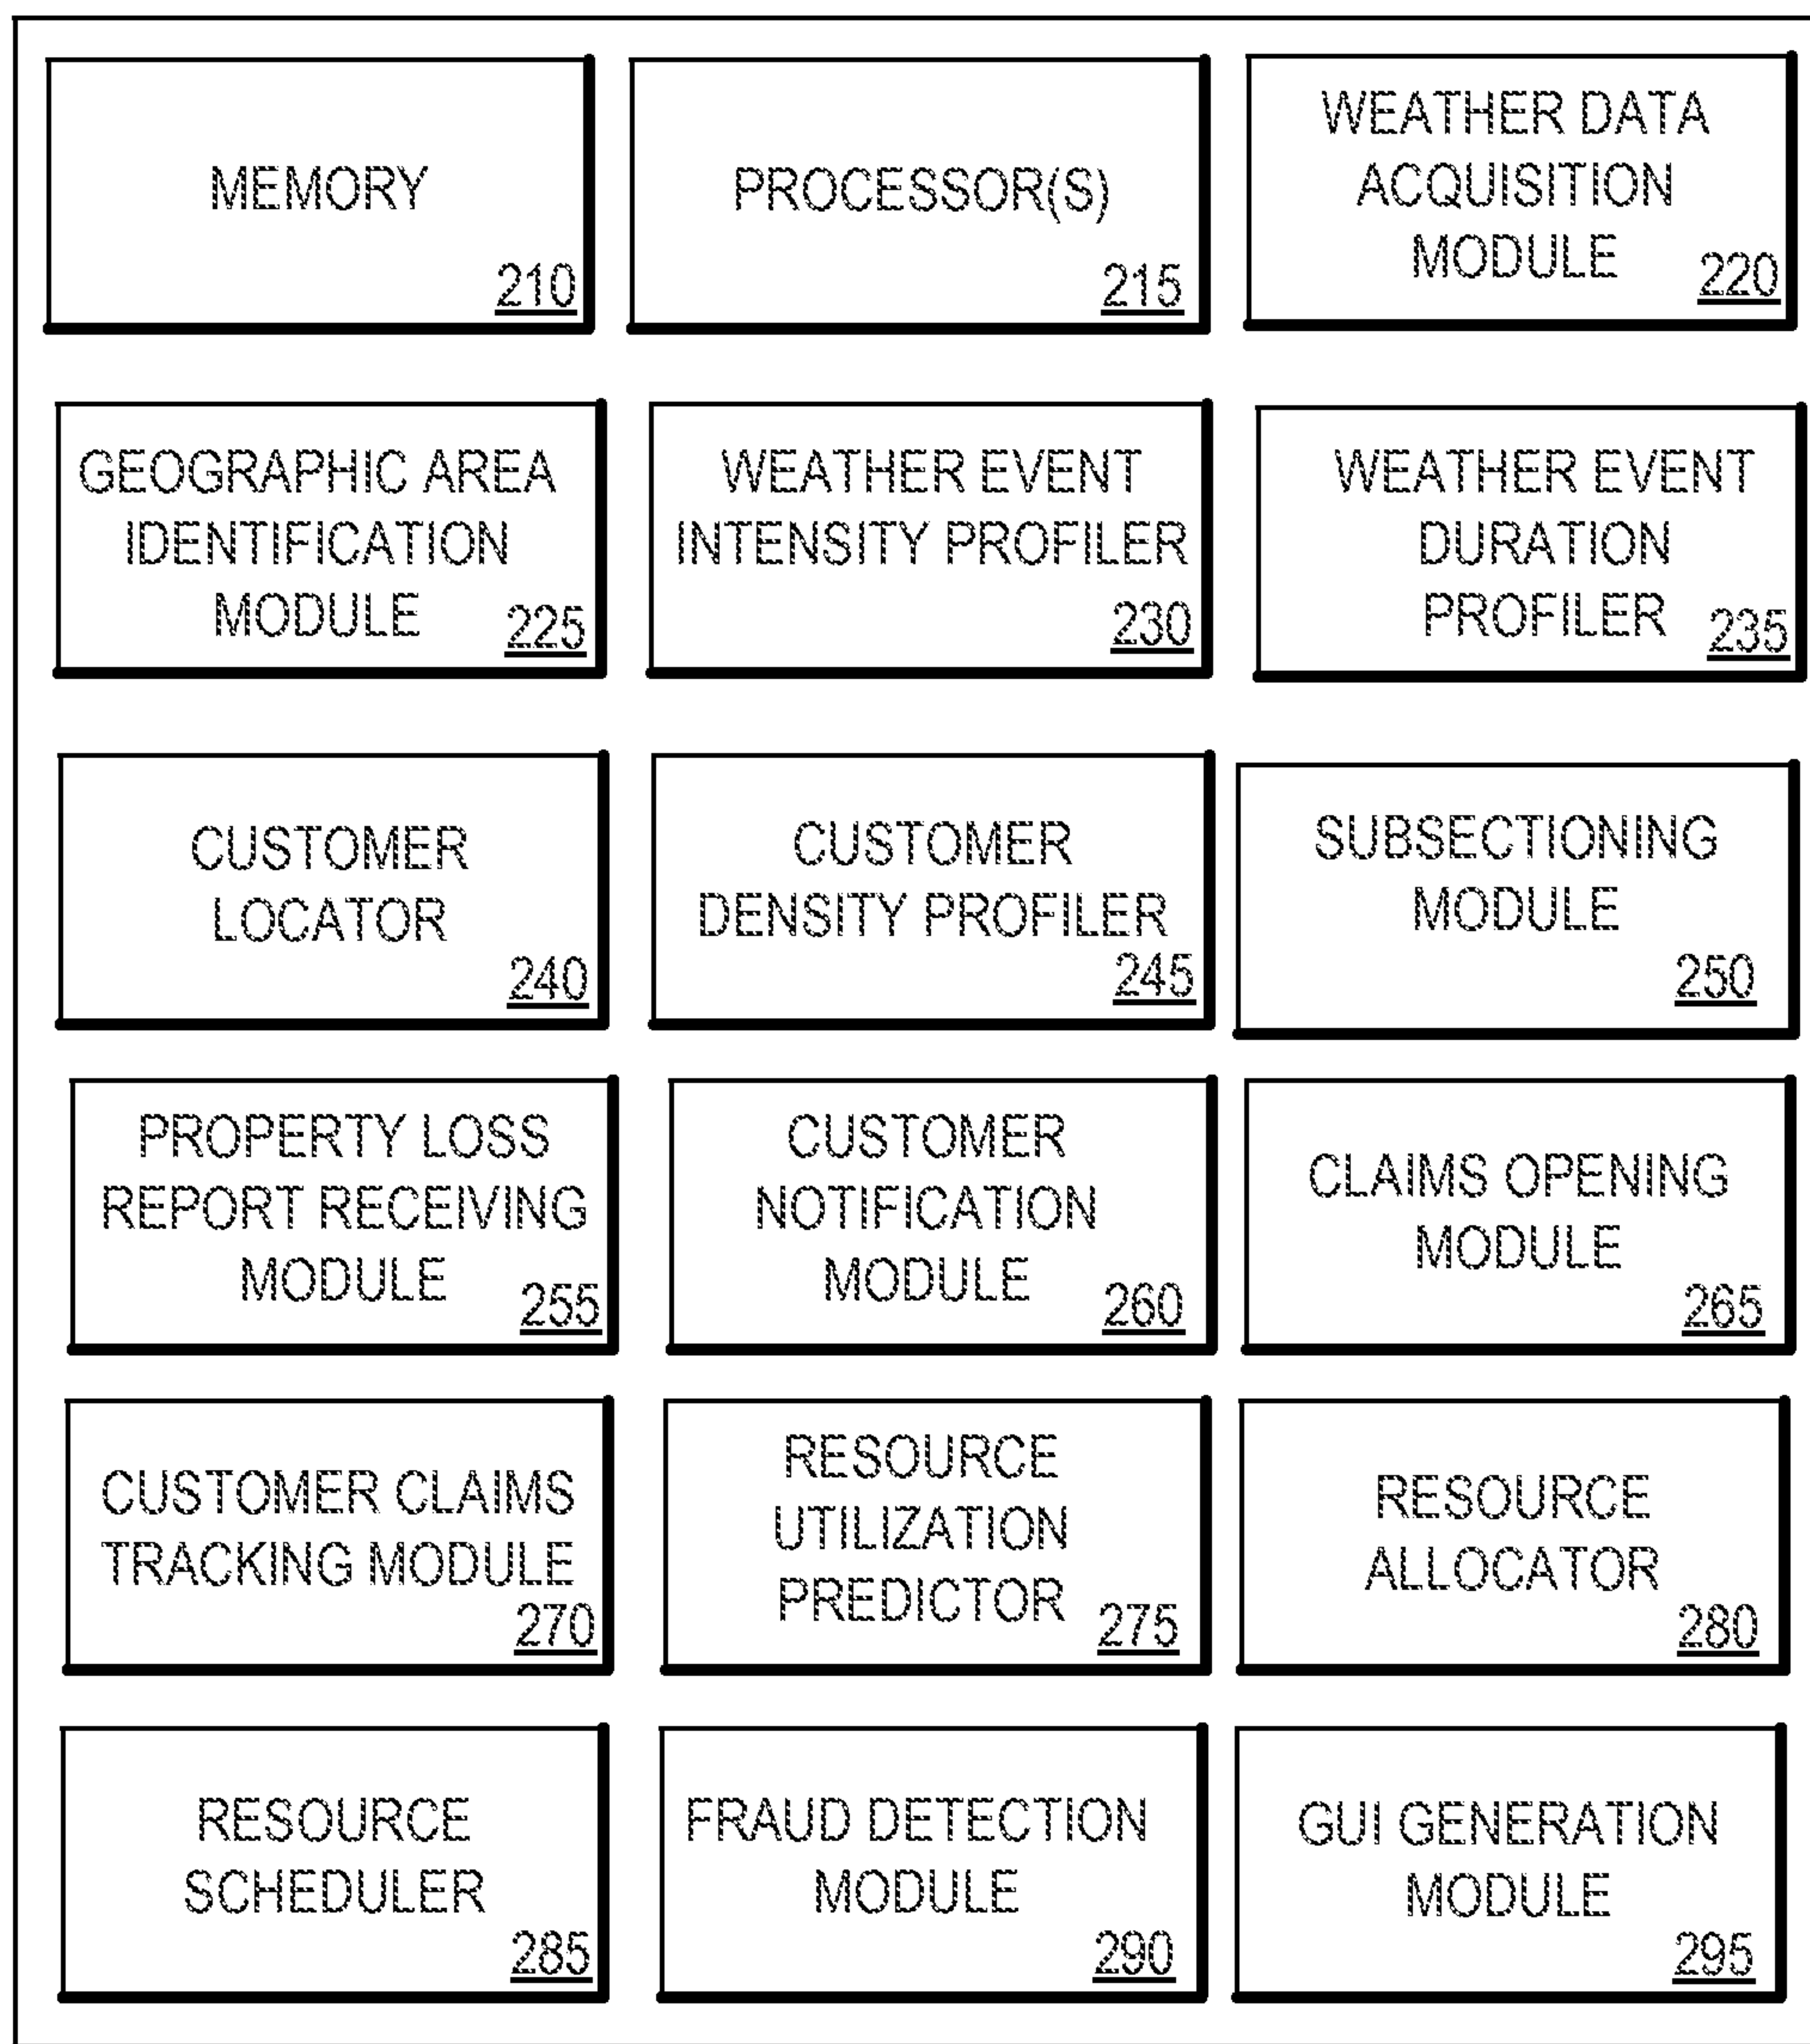 MEMORY
210
PROCESSOR(S)
215
WEATHER DATA
ACQUISITION
MODULE
220
GEOGRAPHIC AREA
IDENTIFICATION
MODULE
225
WEATHER EVENT
INTENSITY PROFILER
230
WEATHER EVENT
DURATION
PROFILER
235
CUSTOMER
LOCATOR
240
CUSTOMER
DENSITY PROFILER
245
SUBSECTIONING
MODULE
250
PROPERTY LOSS
REPORT RECEIVING
MODULE
255
CUSTOMER
NOTIFICATION
MODULE
260
CLAIMS OPENING
MODULE
265
CUSTOMER CLAIMS
TRACKING MODULE
270
RESOURCE
UTILIZATION
PREDICTOR
275
RESOURCE
ALLOCATOR
280
RESOURCE
SCHEDULER
285
FRAUD DETECTION
MODULE
290
GUI GENERATION
MODULE
295